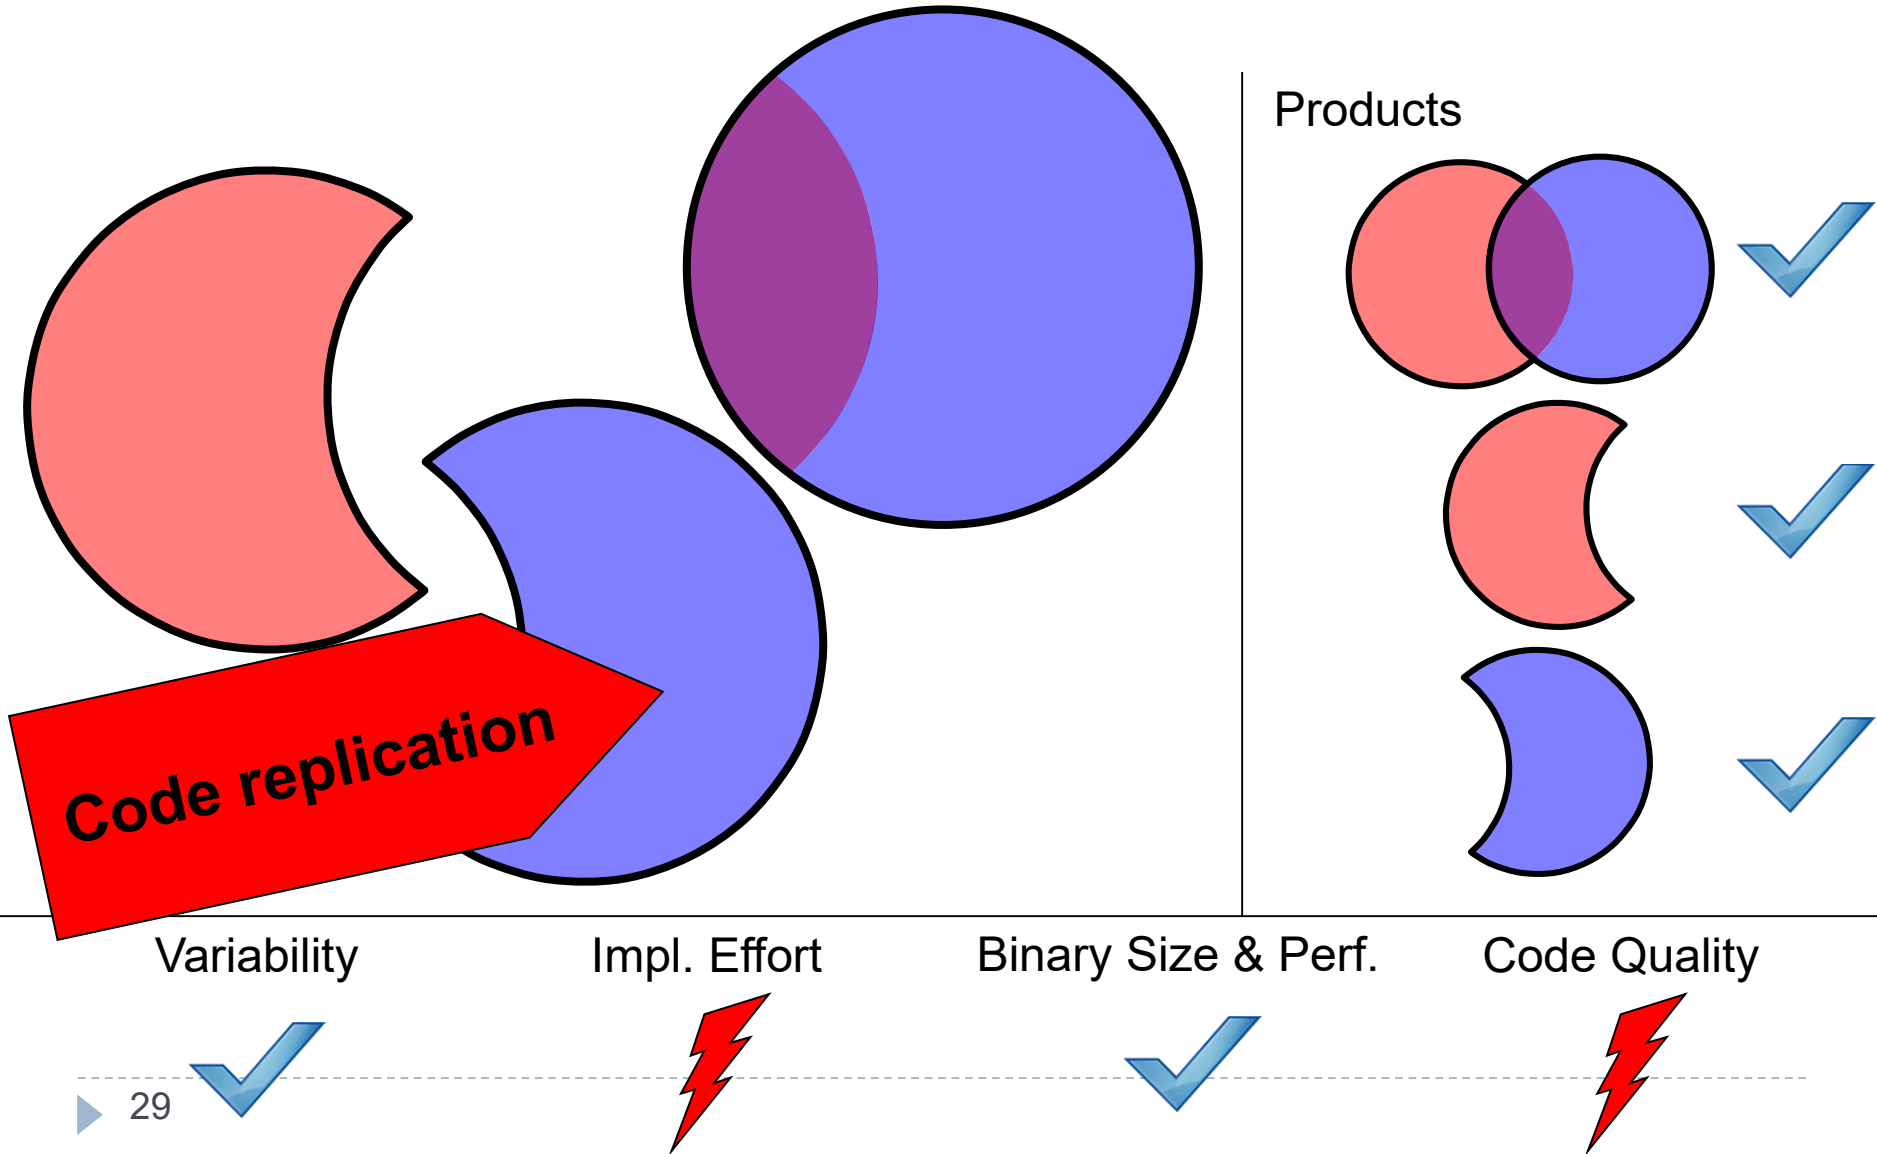 Products
Code replication
Variability
Impl. Effort
Binary Size & Perf.
Code Quality
29